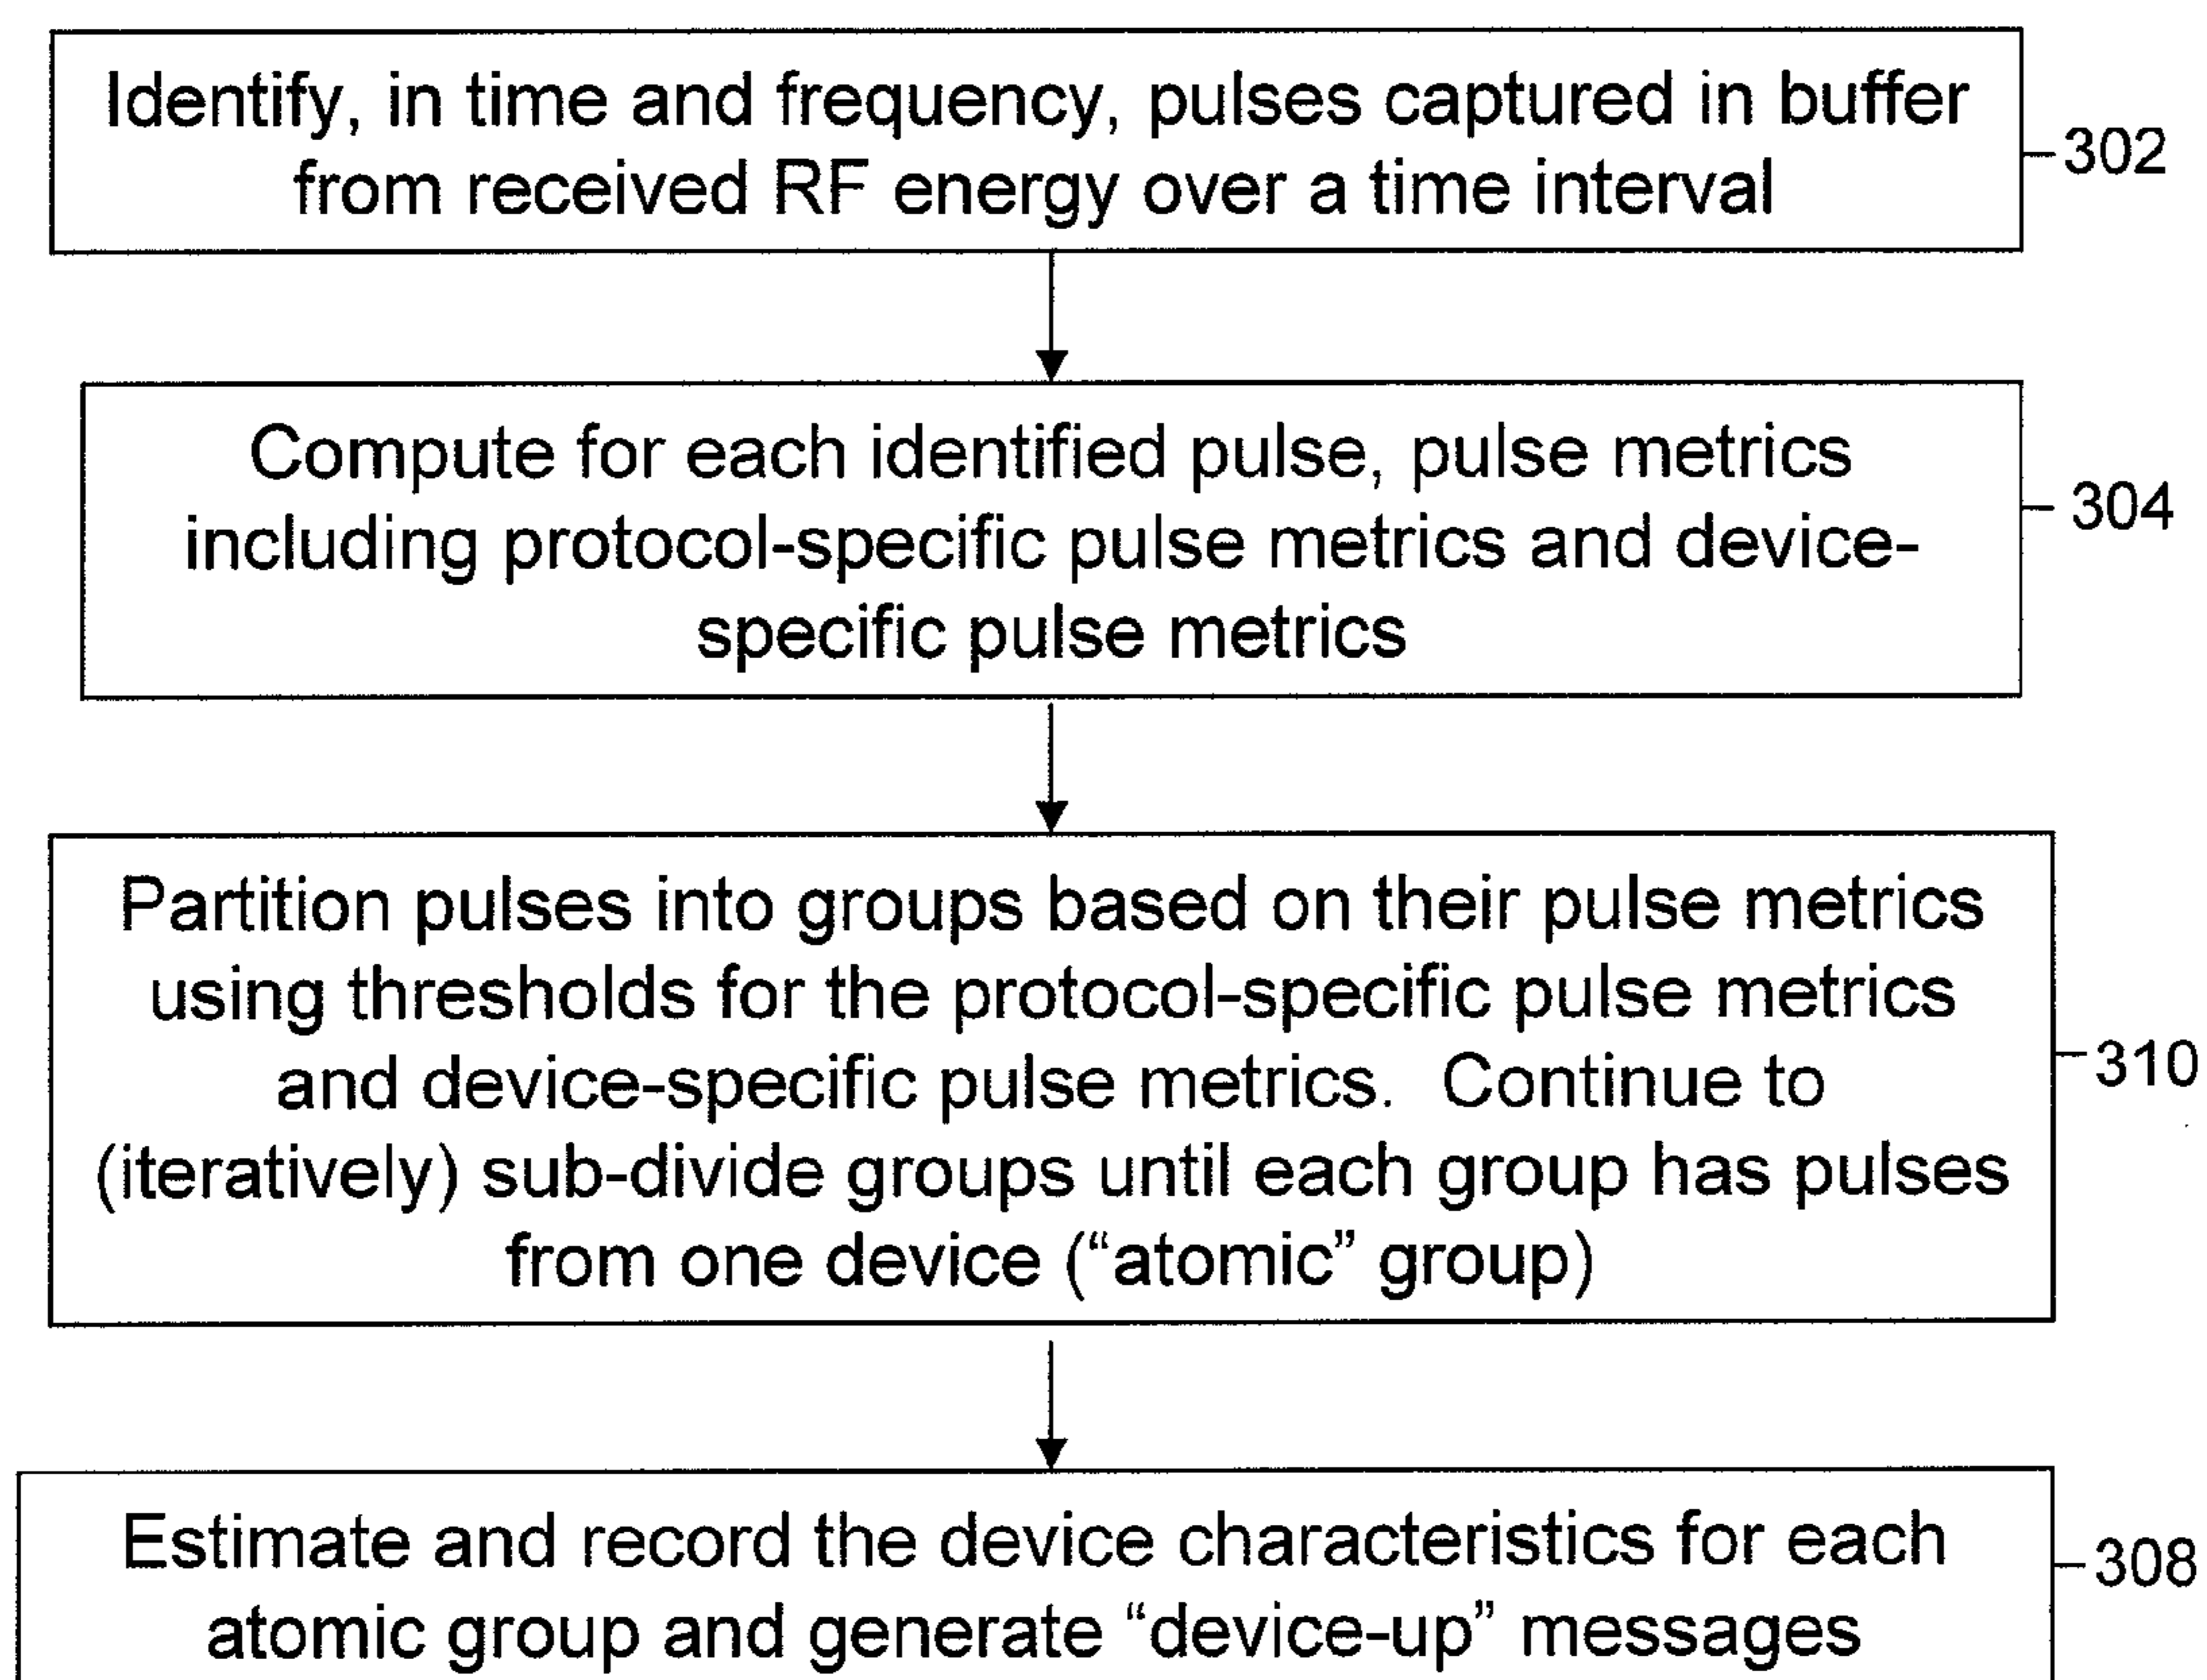 Identify, in time and frequency, pulses captured in buffer
from received RF energy over a time interval
302
Compute for each identified pulse, pulse metrics
including protocol-specific pulse metrics and device-
specific pulse metrics
304
Partition pulses into groups based on their pulse metrics
using thresholds for the protocol-specific pulse metrics
and device-specific pulse metrics.  Continue to
(iteratively) sub-divide groups until each group has pulses
from one device (“atomic” group)
310
Estimate and record the device characteristics for each
atomic group and generate “device-up” messages
308